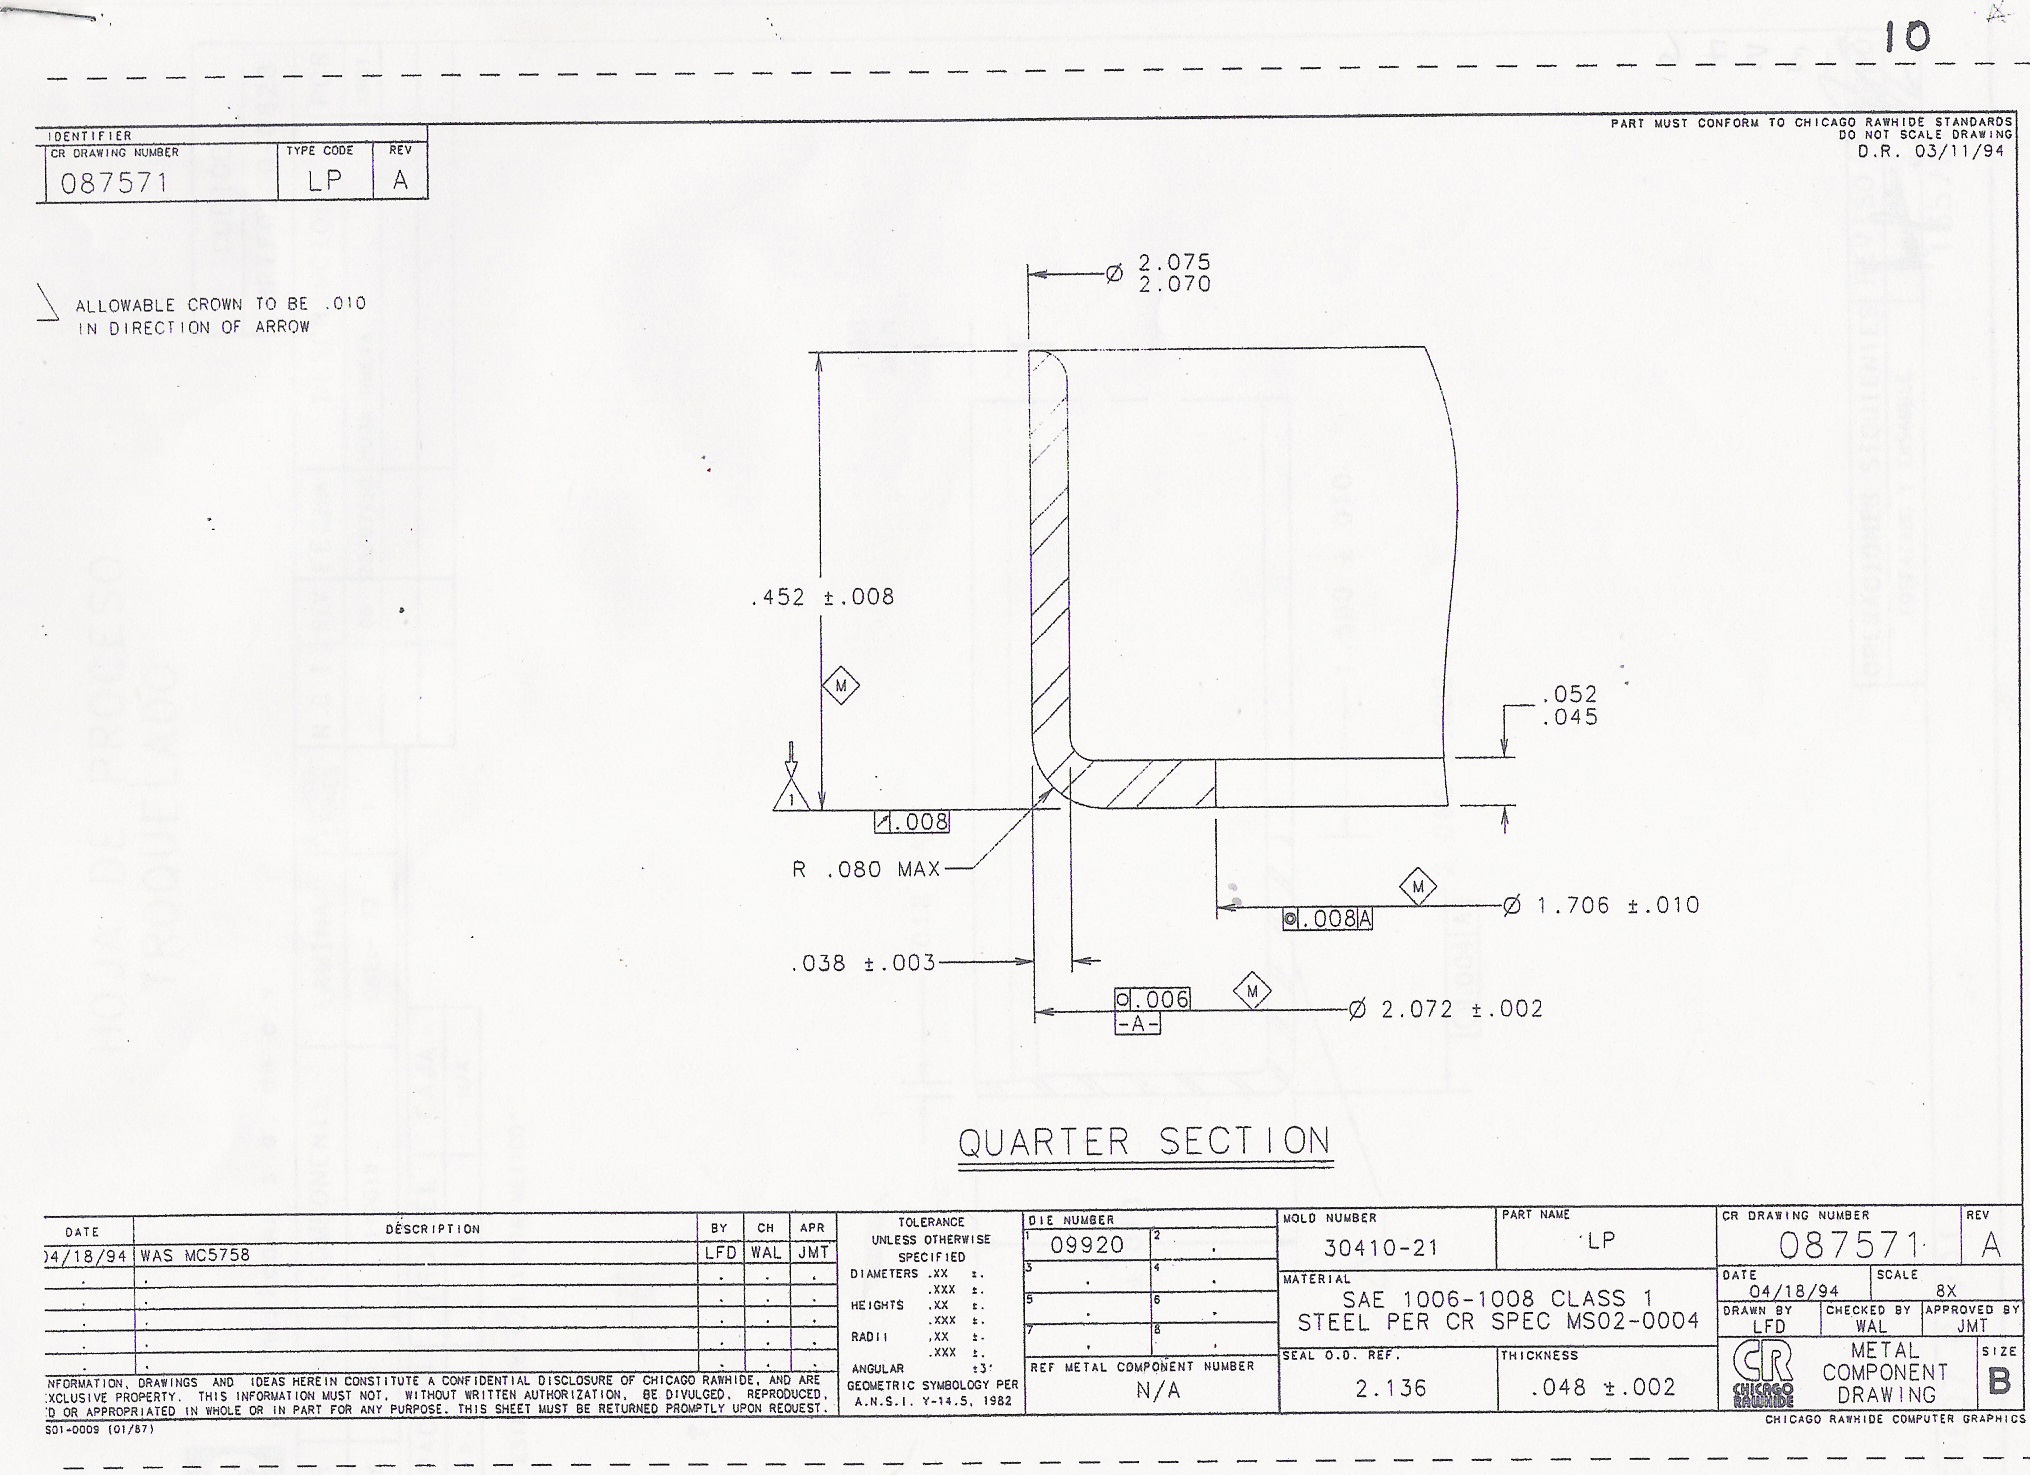 10
PART MUST CONFORM TO CHICAGO RAWHIDE STANDARDS
DO NOT SCALE DRAWING
D.R. 03/11/94
IDENTIFIER
CR DRAWING NUMBER TYPE CODE REV
087571 LP A
ALLOWABLE CROWN TO BE .010
IN DIRECTION OF ARROW
Ø 2.075
2.070
.452 ±.008
M
.052
.045
1
.008
R .080 MAX
M
Ø 1.706 ±.010
.008 A
.038 ±.003
.006 M
-A-
Ø 2.072 ±.002
QUARTER SECTION
DATE DESCRIPTION BY CH APR
04/18/94 WAS MC5758 LFD WAL JMT
NFORMATION, DRAWINGS AND IDEAS HEREIN CONSTITUTE A CONFIDENTIAL DISCLOSURE OF CHICAGO RAWHIDE, AND ARE
XCLUSIVE PROPERTY. THIS INFORMATION MUST NOT, WITHOUT WRITTEN AUTHORIZATION, BE DIVULGED, REPRODUCED,
D OR APPROPRIATED IN WHOLE OR IN PART FOR ANY PURPOSE. THIS SHEET MUST BE RETURNED PROMPTLY UPON REQUEST.
S01-0009 (01/87)
TOLERANCE
UNLESS OTHERWISE
SPECIFIED
DIAMETERS .XX ±.
.XXX ±.
HEIGHTS .XX ±.
.XXX ±.
RADII .XX ±.
.XXX ±.
ANGULAR ±3°
GEOMETRIC SYMBOLOGY PER
A.N.S.I. Y-14.5, 1982
DIE NUMBER
1 09920 2
3 4
5 6
7 8
REF METAL COMPONENT NUMBER
N/A
MOLD NUMBER
30410-21
PART NAME
LP
MATERIAL
SAE 1006-1008 CLASS 1
STEEL PER CR SPEC MS02-0004
SEAL O.D. REF.
2.136
THICKNESS
.048 ±.002
CR DRAWING NUMBER REV
087571 A
DATE SCALE
04/18/94 8X
DRAWN BY CHECKED BY APPROVED BY
LFD WAL JMT
CR
CHICAGO
RAWHIDE
METAL
COMPONENT
DRAWING
SIZE
B
CHICAGO RAWHIDE COMPUTER GRAPHICS